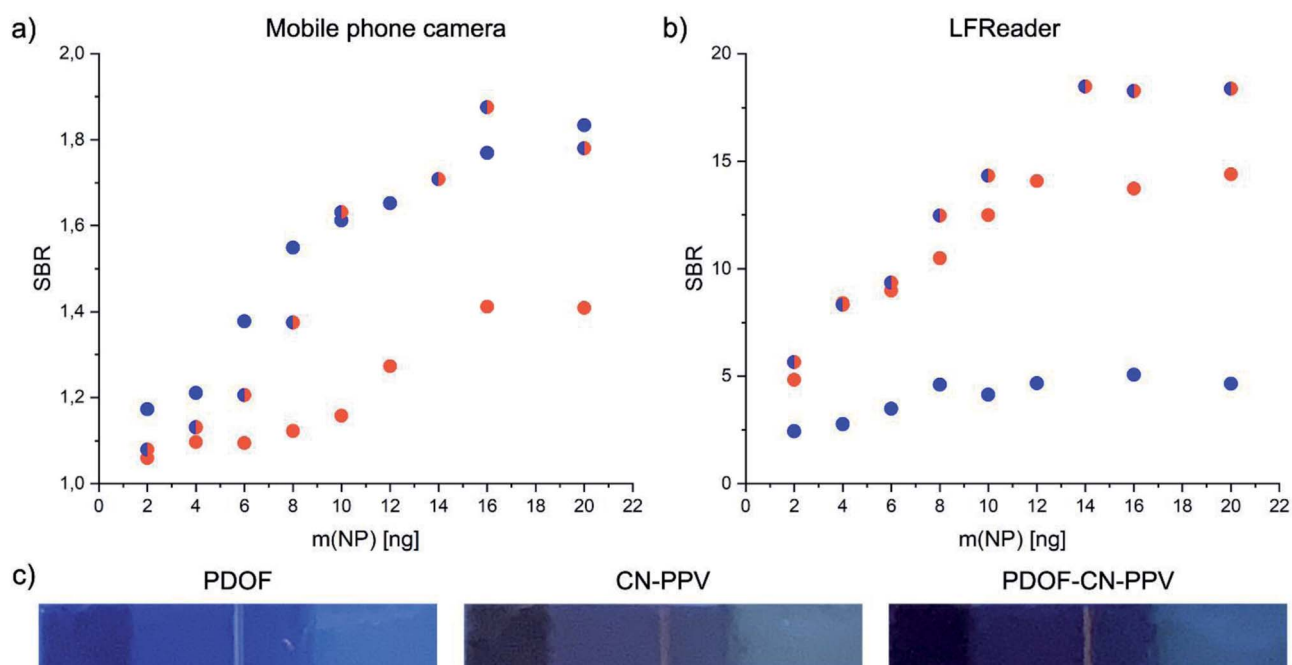 a) Mobile phone camera
2,0
1,8
1,6
1,4
1,2
1,0
SBR
0 2 4 6 8 10 12 14 16 18 20 22
m(NP) [ng]
b) LFReader
20
15
10
5
0
SBR
0 2 4 6 8 10 12 14 16 18 20 22
m(NP) [ng]
c) PDOF CN-PPV PDOF-CN-PPV